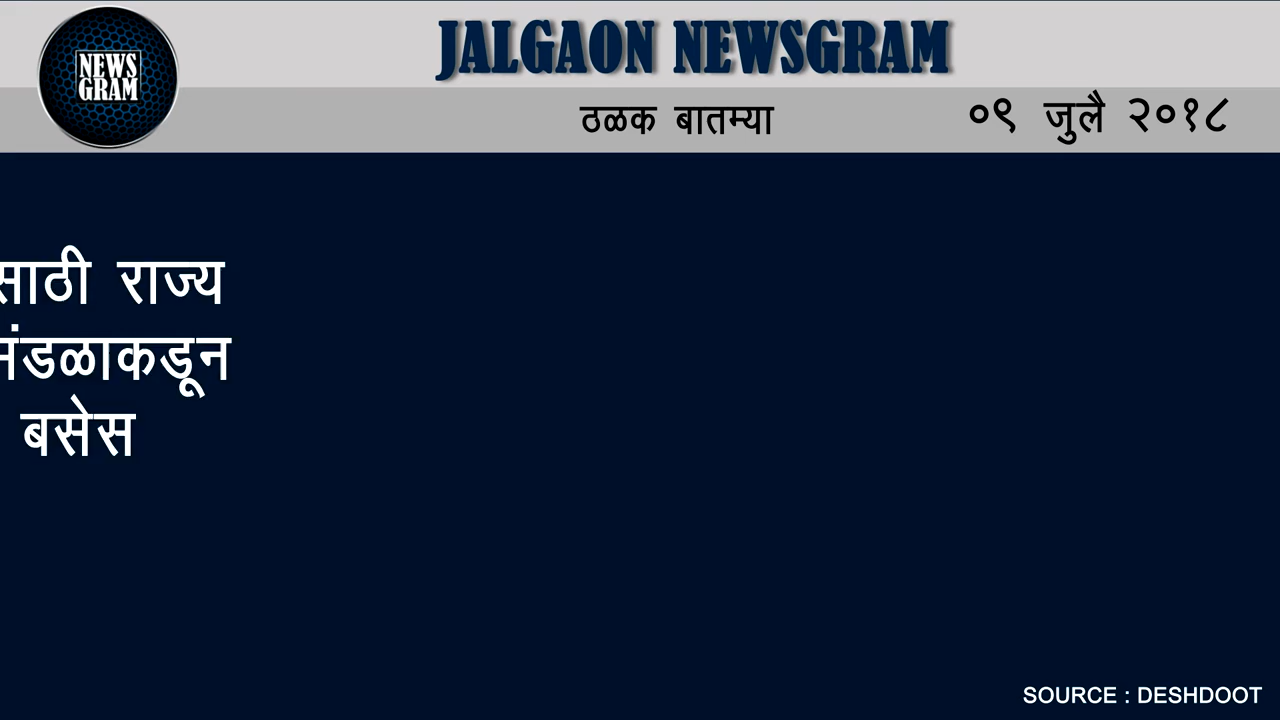 JALGAON NEWSGRAM
NEWS
GRAM
ठळक बातम्या
०९ जुलै २०१८
साठी राज्य
मंडळाकडून
बसेस
SOURCE : DESHDOOT